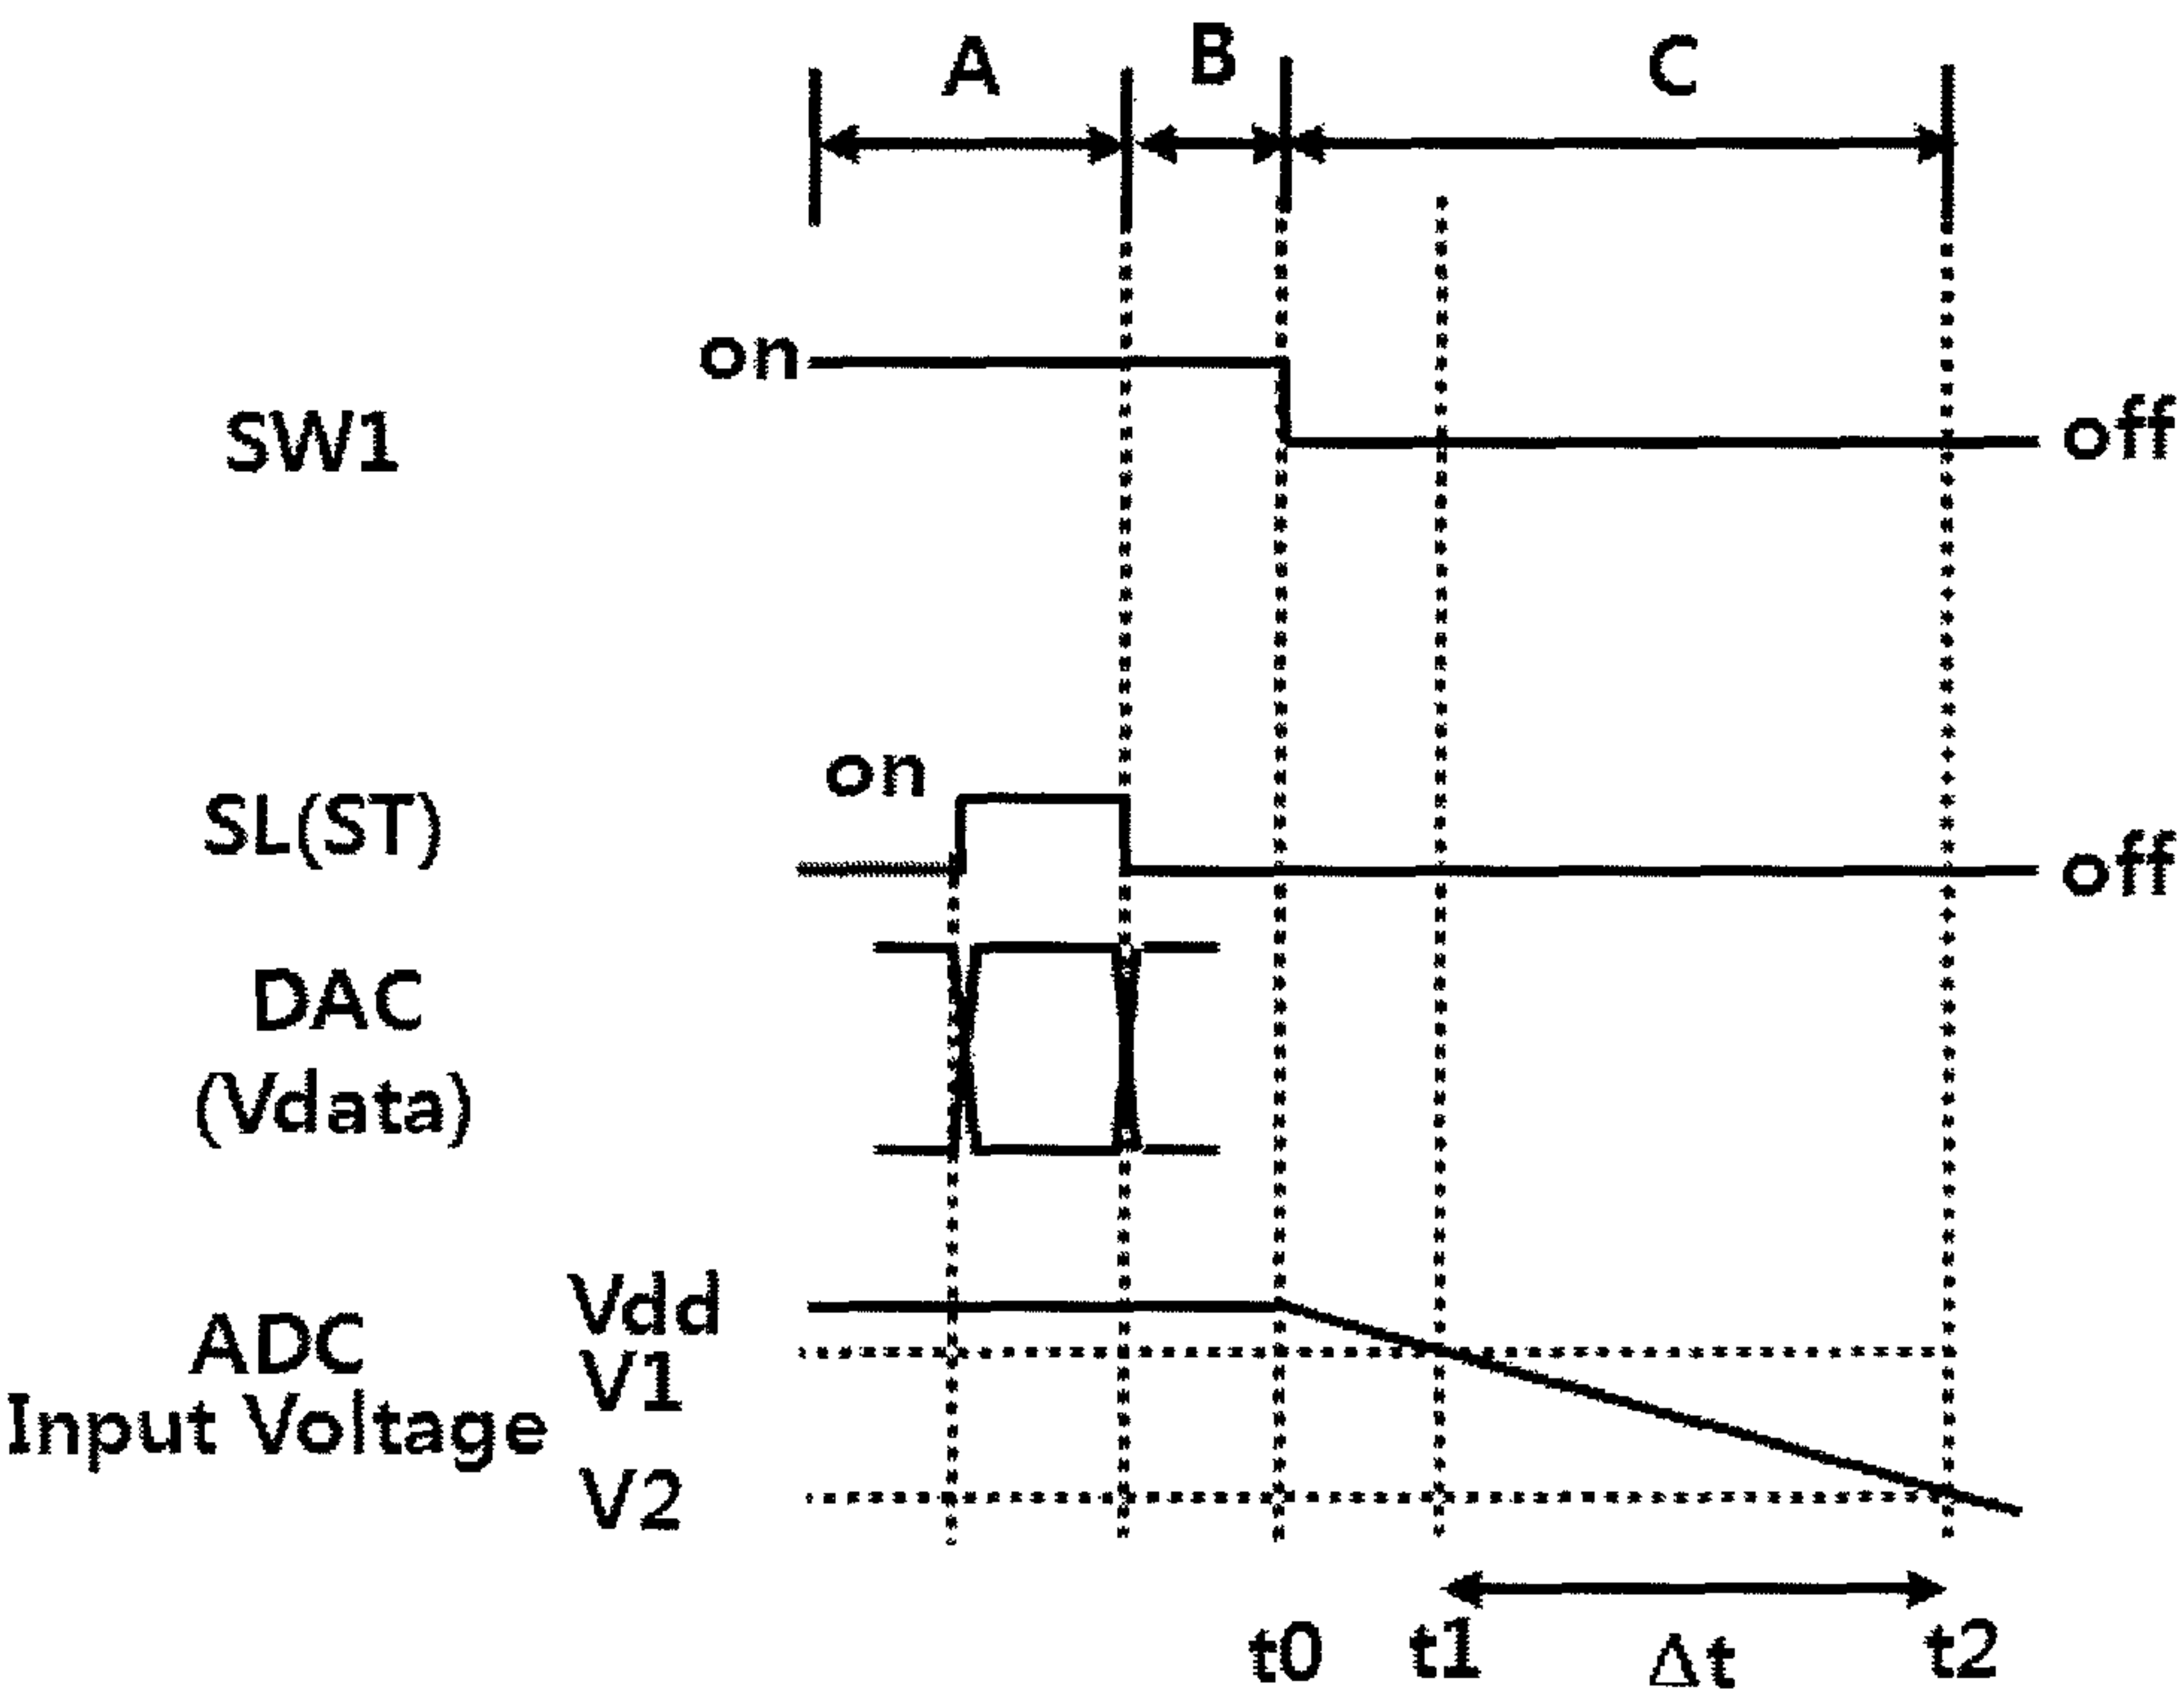 A B C
on
SW1
off
on
SL(ST)
off
DAC
(Vdata)
Vdd
ADC
V1
Input Voltage
V2
t0 t1 Δt t2